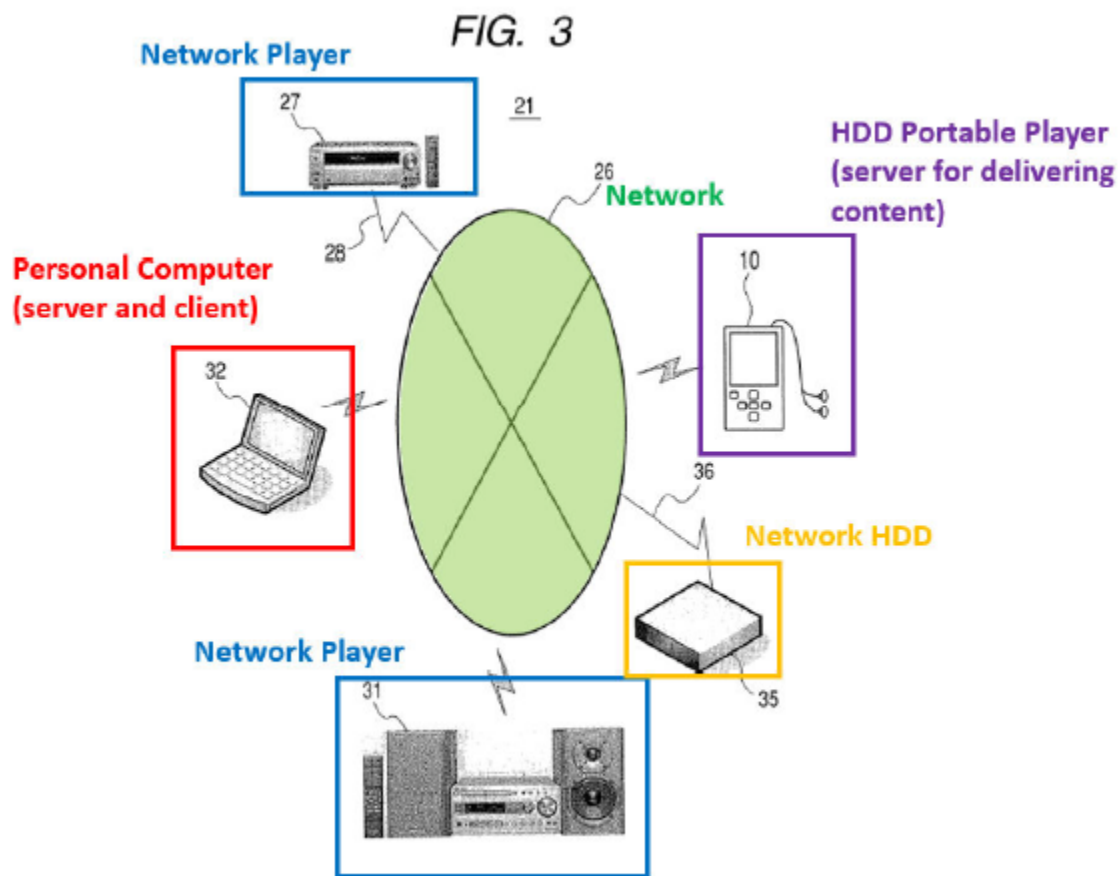 FIG. 3
Network Player
27
21
HDD Portable Player
(server for delivering
content)
26
Network
28
Personal Computer
(server and client)
10
32
36
Network HDD
Network Player
31
35